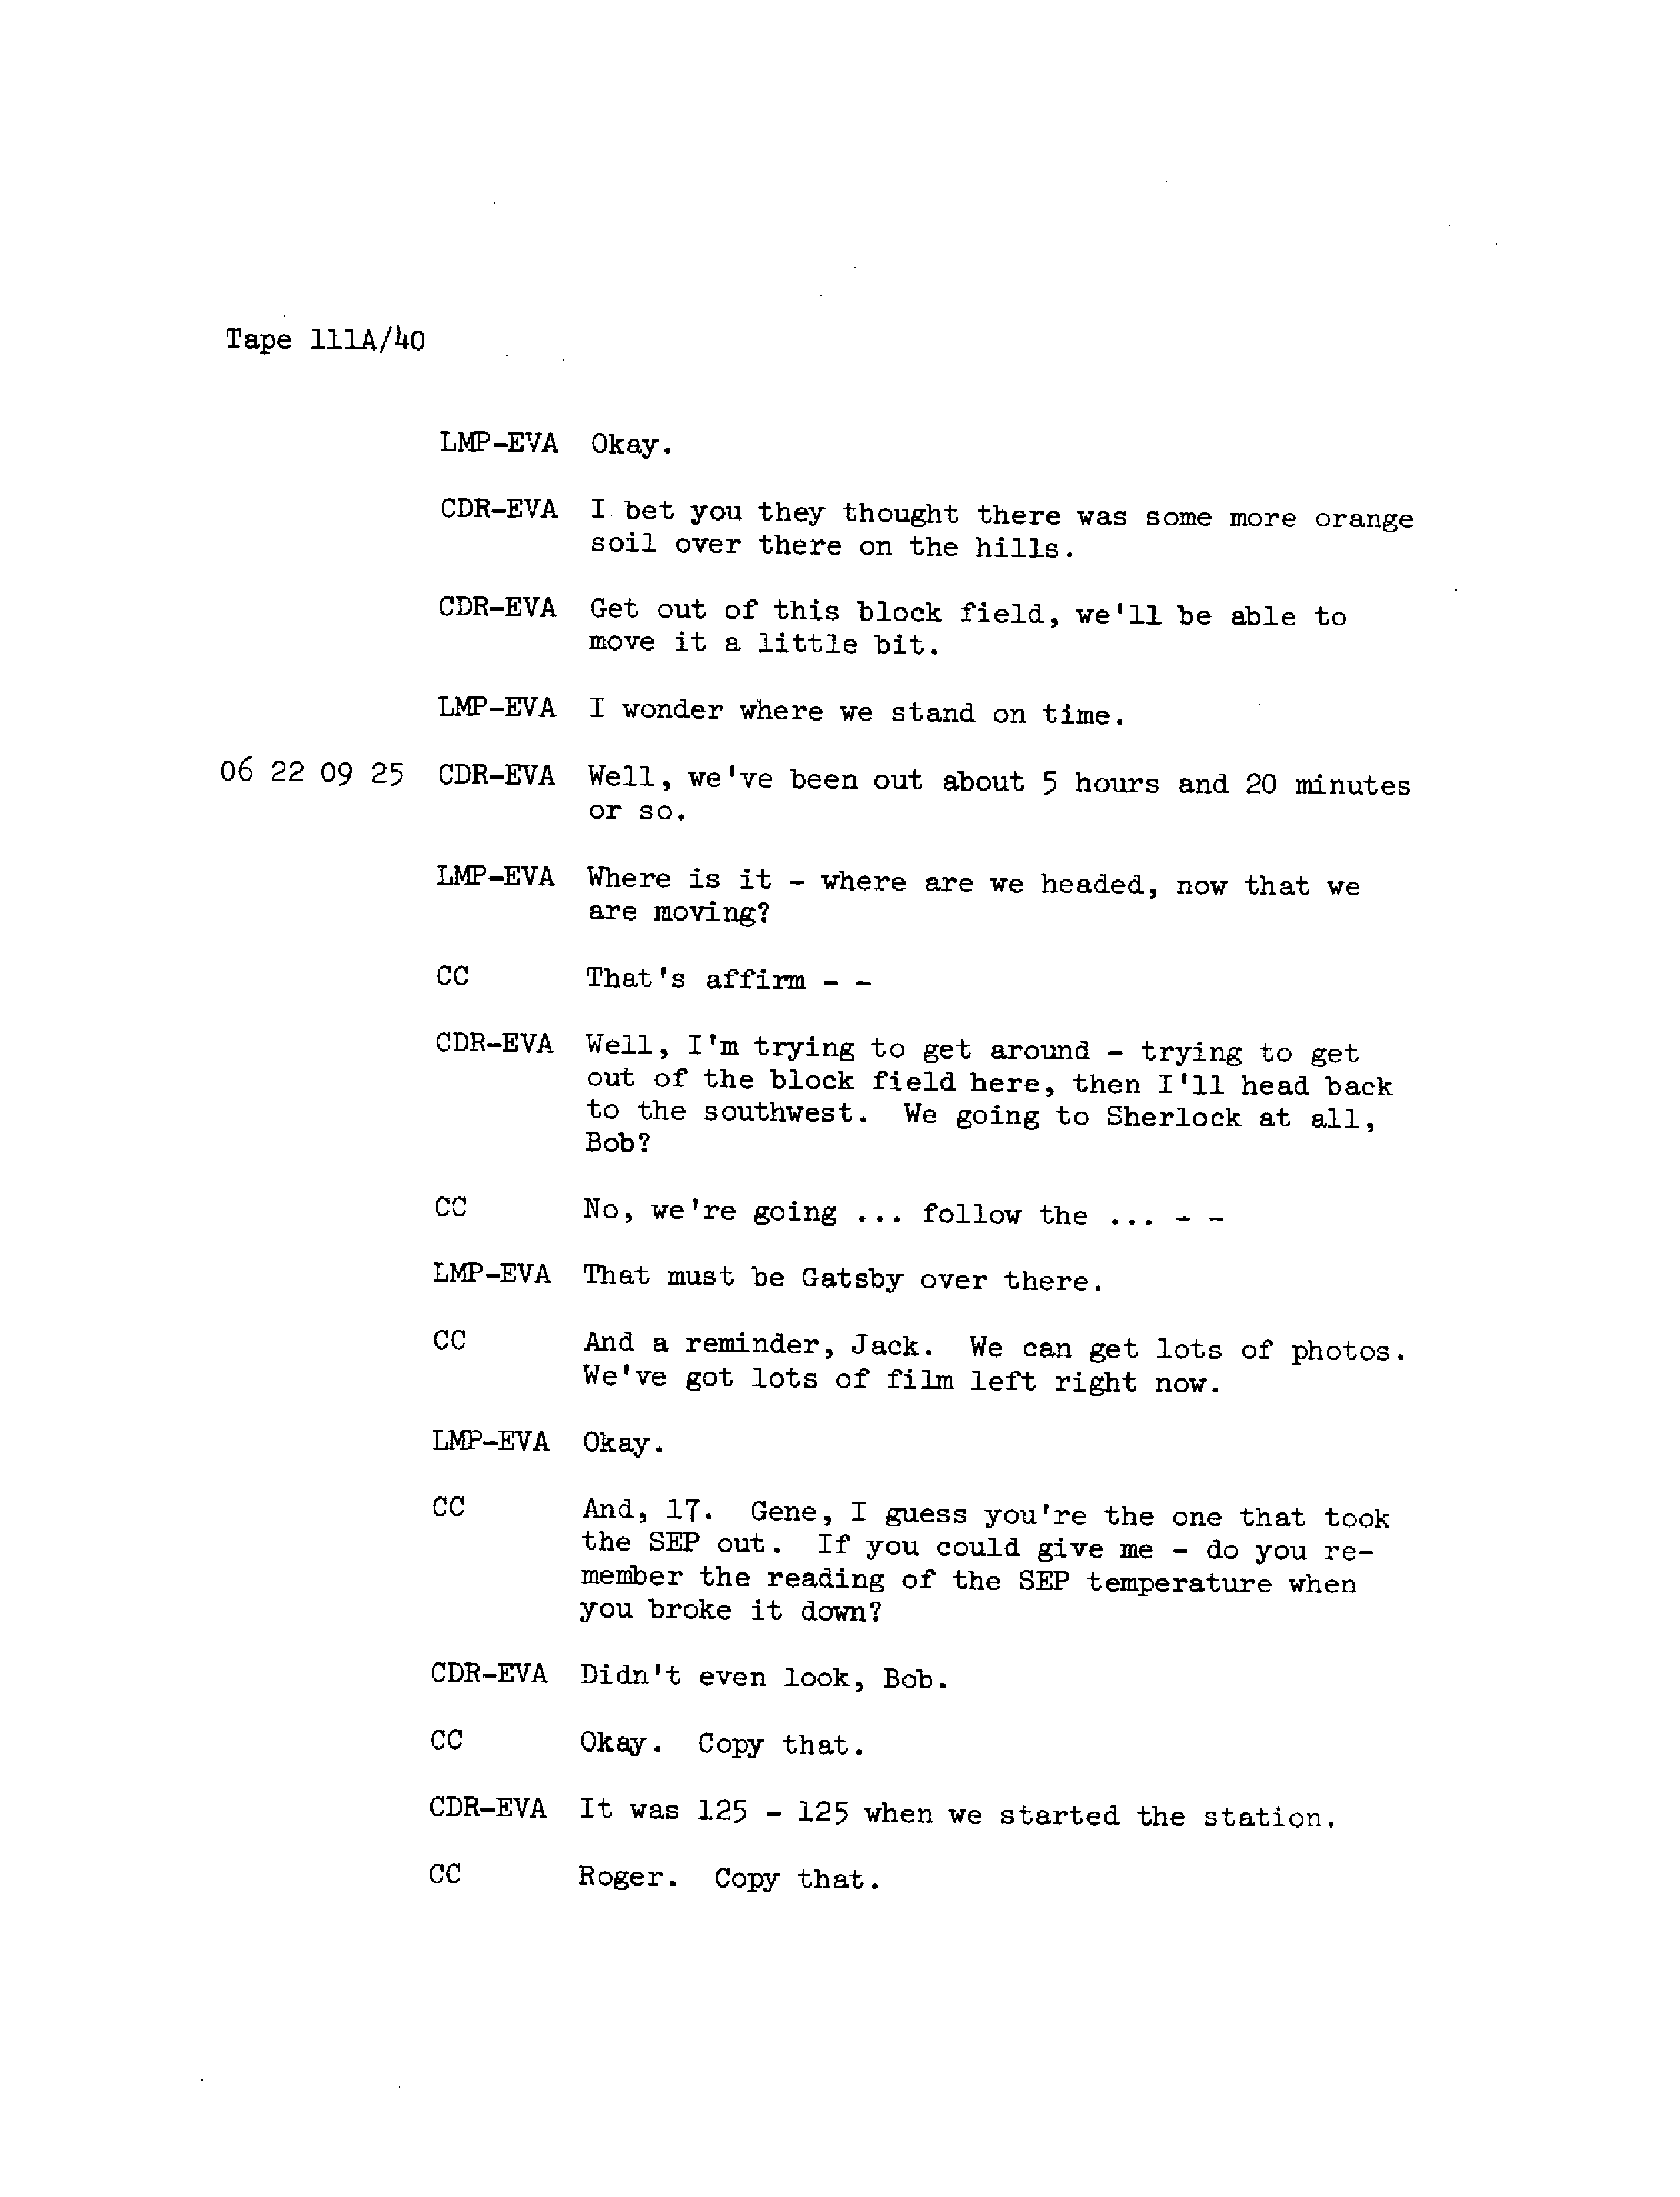 Tape 111A/40
LMP-EVA Okay.
CDR-EVA I bet you they thought there was some more orange
soil over there on the hills.
CDR-EVA Get out of this block field, we'll be able to
move it a little bit.
LMP-EVA I wonder where we stand on time.
06 22 09 25 CDR-EVA Well, we've been out about 5 hours and 20 minutes
or so.
LMP-EVA Where is it - where are we headed, now that we
are moving?
CC That's affirm - -
CDR-EVA Well, I'm trying to get around - trying to get
out of the block field here, then I'll head back
to the southwest. We going to Sherlock at all,
Bob?
CC No, we're going ... follow the ... - -
LMP-EVA That must be Gatsby over there.
CC And a reminder, Jack. We can get lots of photos.
We've got lots of film left right now.
LMP-EVA Okay.
CC And, 17. Gene, I guess you're the one that took
the SEP out. If you could give me - do you re-
member the reading of the SEP temperature when
you broke it down?
CDR-EVA Didn't even look, Bob.
CC Okay. Copy that.
CDR-EVA It was 125 - 125 when we started the station.
CC Roger. Copy that.